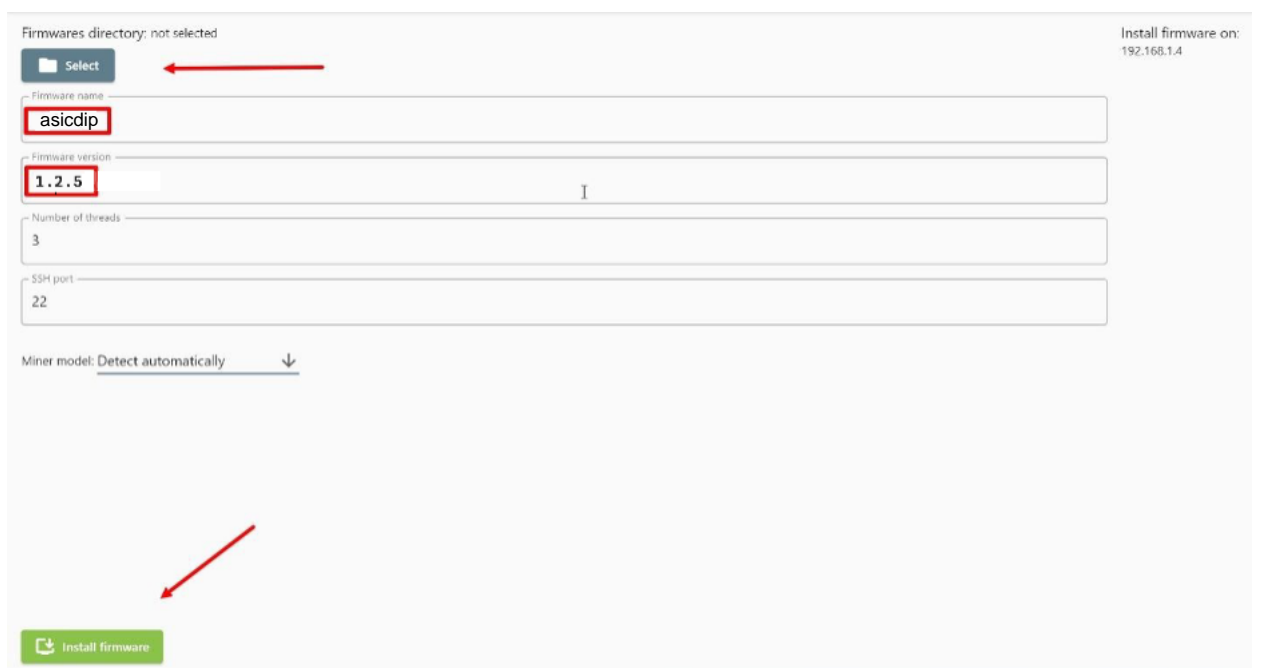 Firmwares directory: not selected
Install firmware on:
192.168.1.4
Select
Firmware name
asicdip
Firmware version
1.2.5
Number of threads
3
SSH port
22
Miner model: Detect automatically
Install firmware